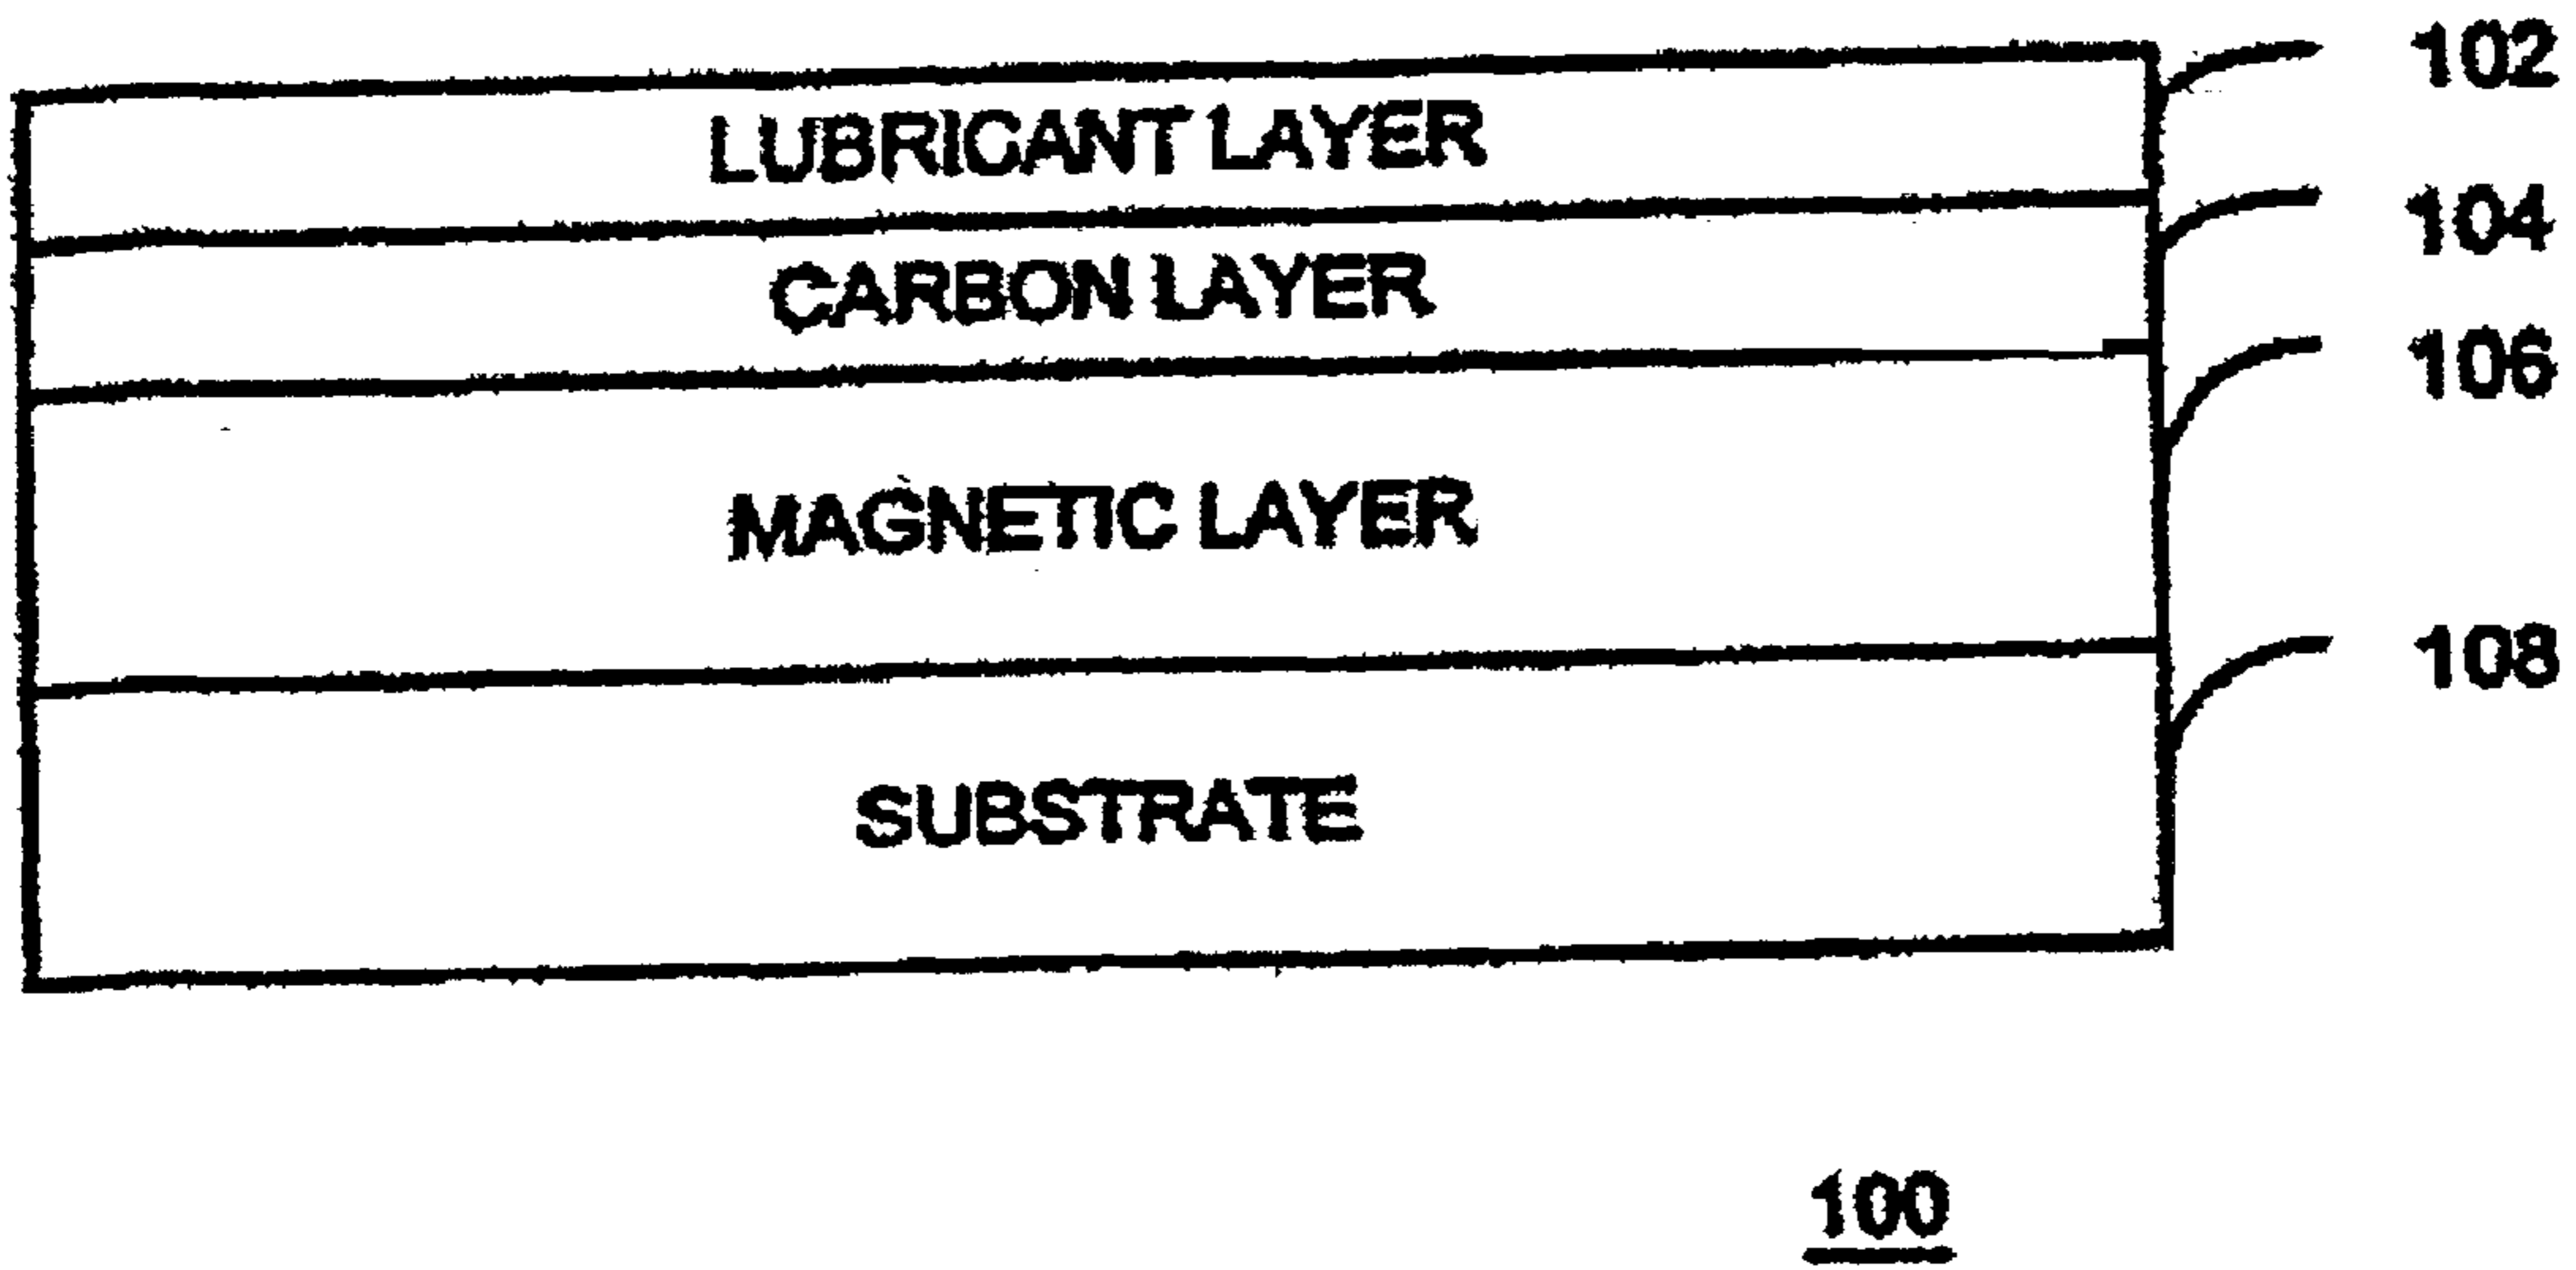 LUBRICANT LAYER
102
CARBON LAYER
104
MAGNETIC LAYER
106
SUBSTRATE
108
100